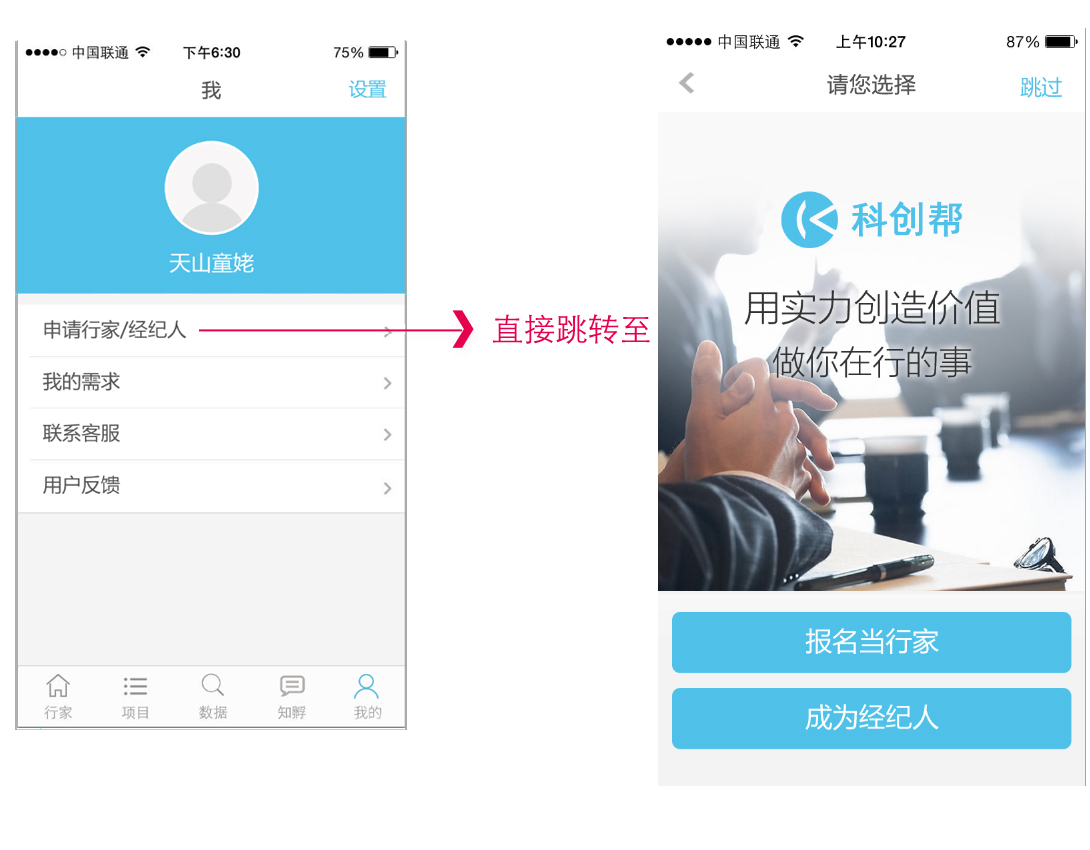 中国联通 下午6:30 75%
我 设置
天山童姥
申请行家/经纪人
我的需求
联系客服
用户反馈
行家 项目 数据 知孵 我的
直接跳转至
中国联通 上午10:27 87%
请您选择 跳过
科创帮
用实力创造价值
做你在行的事
报名当行家
成为经纪人